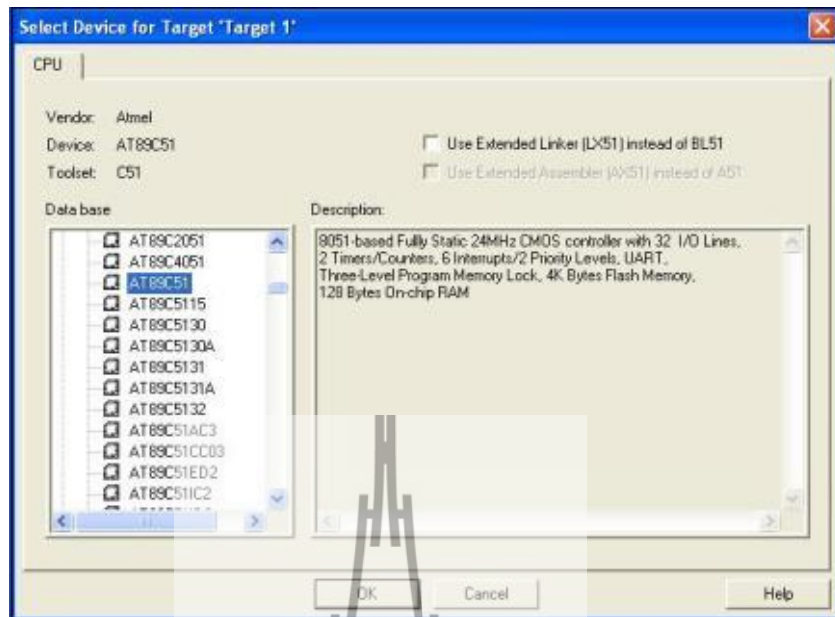 Select Device for Target 'Target 1'
CPU
Vendor: Atmel
Device: AT89C51
Toolset: C51
Use Extended Linker (LX51) instead of BL51
Use Extended Assembler (AX51) instead of A51
Data base
Description:
AT89C2051
AT89C4051
AT89C51
AT89C5115
AT89C5130
AT89C5130A
AT89C5131
AT89C5131A
AT89C5132
AT89C51AC3
AT89C51CC03
AT89C51ED2
AT89C51IC2
8051-based Fullly Static 24MHz CMOS controller with 32 I/O Lines,
2 Timers/Counters, 6 Interrupts/2 Priority Levels, UART,
Three-Level Program Memory Lock, 4K Bytes Flash Memory,
128 Bytes On-chip RAM
OK
Cancel
Help